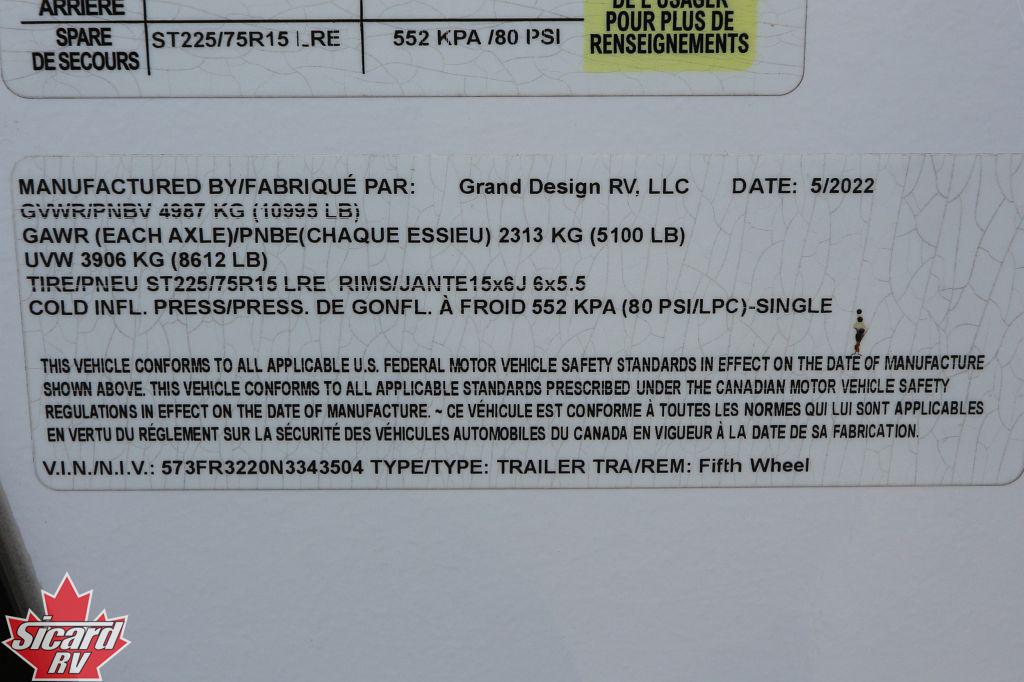 ARRIÈRE
SPARE ST225/75R15 LRE 552 KPA /80 PSI
DE SECOURS
DE L'USAGER
POUR PLUS DE
RENSEIGNEMENTS
MANUFACTURED BY/FABRIQUÉ PAR: Grand Design RV, LLC DATE: 5/2022
GVWR/PNBV 4987 KG (10995 LB)
GAWR (EACH AXLE)/PNBE(CHAQUE ESSIEU) 2313 KG (5100 LB)
UVW 3906 KG (8612 LB)
TIRE/PNEU ST225/75R15 LRE RIMS/JANTE15x6J 6x5.5
COLD INFL. PRESS/PRESS. DE GONFL. À FROID 552 KPA (80 PSI/LPC)-SINGLE
THIS VEHICLE CONFORMS TO ALL APPLICABLE U.S. FEDERAL MOTOR VEHICLE SAFETY STANDARDS IN EFFECT ON THE DATE OF MANUFACTURE
SHOWN ABOVE. THIS VEHICLE CONFORMS TO ALL APPLICABLE STANDARDS PRESCRIBED UNDER THE CANADIAN MOTOR VEHICLE SAFETY
REGULATIONS IN EFFECT ON THE DATE OF MANUFACTURE. ~ CE VÉHICULE EST CONFORME À TOUTES LES NORMES QUI LUI SONT APPLICABLES
EN VERTU DU RÉGLEMENT SUR LA SÉCURITÉ DES VÉHICULES AUTOMOBILES DU CANADA EN VIGUEUR À LA DATE DE SA FABRICATION.
V.I.N./N.I.V.: 573FR3220N3343504 TYPE/TYPE: TRAILER TRA/REM: Fifth Wheel
Sicard
RV